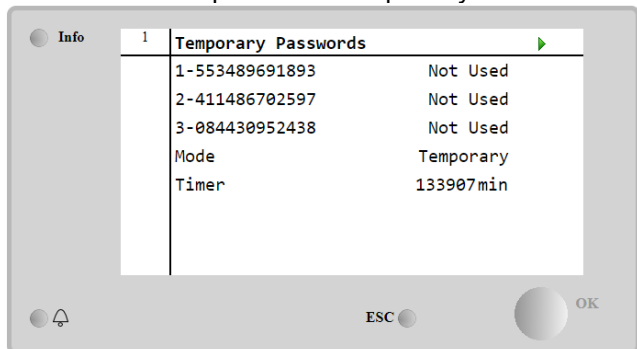 Info
1 Temporary Passwords
1-553489691893 Not Used
2-411486702597 Not Used
3-084430952438 Not Used
Mode Temporary
Timer 133907min
ESC
OK